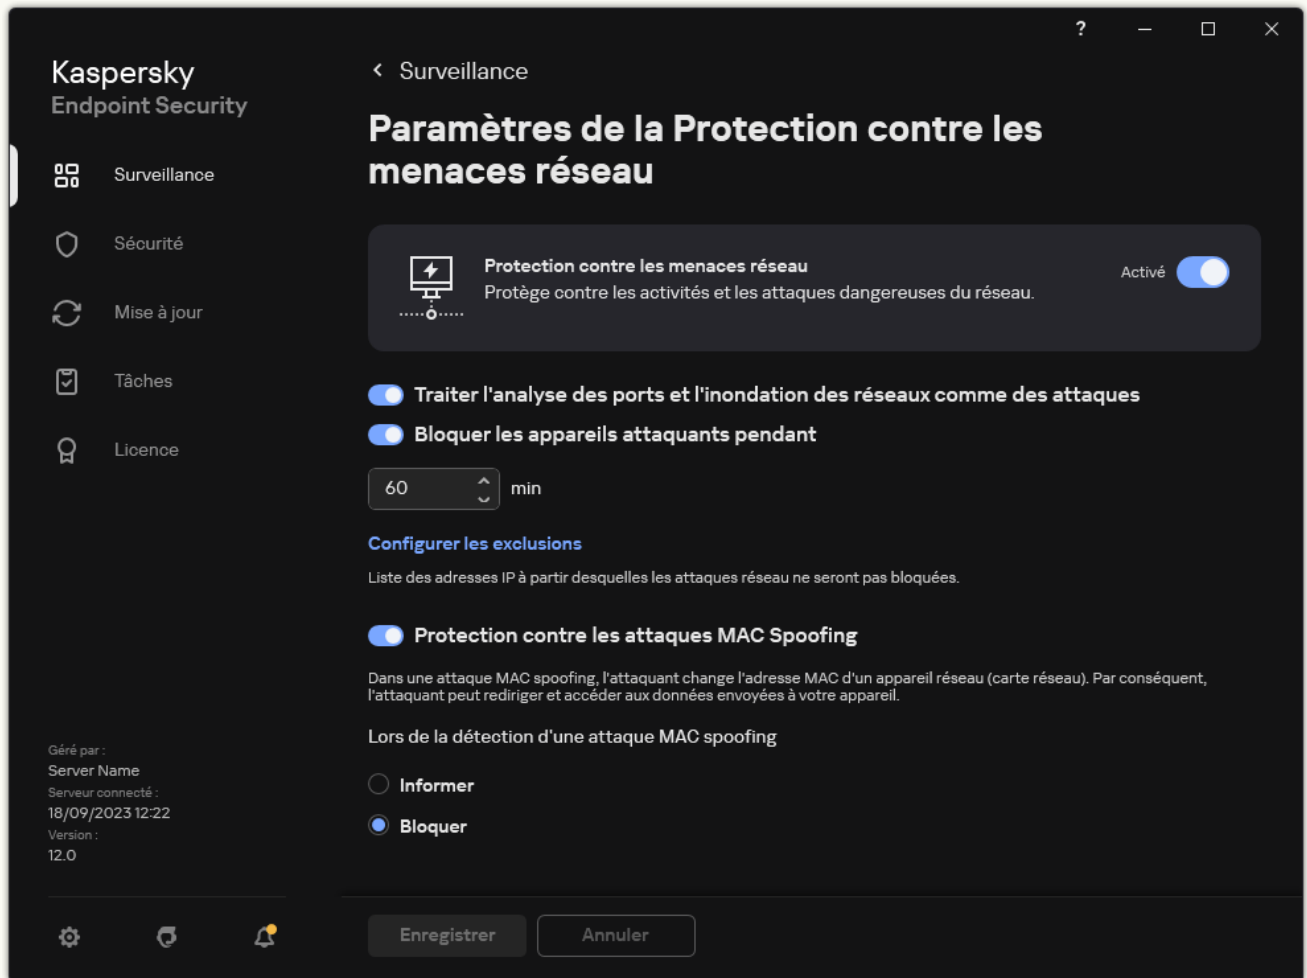 ?
Kaspersky
Endpoint Security
Surveillance
Sécurité
Mise à jour
Tâches
Licence
Géré par :
Server Name
Serveur connecté :
18/09/2023 12:22
Version :
12.0
Surveillance
Paramètres de la Protection contre les
menaces réseau
Protection contre les menaces réseau
Protège contre les activités et les attaques dangereuses du réseau.
Activé
Traiter l'analyse des ports et l'inondation des réseaux comme des attaques
Bloquer les appareils attaquants pendant
60 min
Configurer les exclusions
Liste des adresses IP à partir desquelles les attaques réseau ne seront pas bloquées.
Protection contre les attaques MAC Spoofing
Dans une attaque MAC spoofing, l'attaquant change l'adresse MAC d'un appareil réseau (carte réseau). Par conséquent,
l'attaquant peut rediriger et accéder aux données envoyées à votre appareil.
Lors de la détection d'une attaque MAC spoofing
Informer
Bloquer
Enregistrer
Annuler